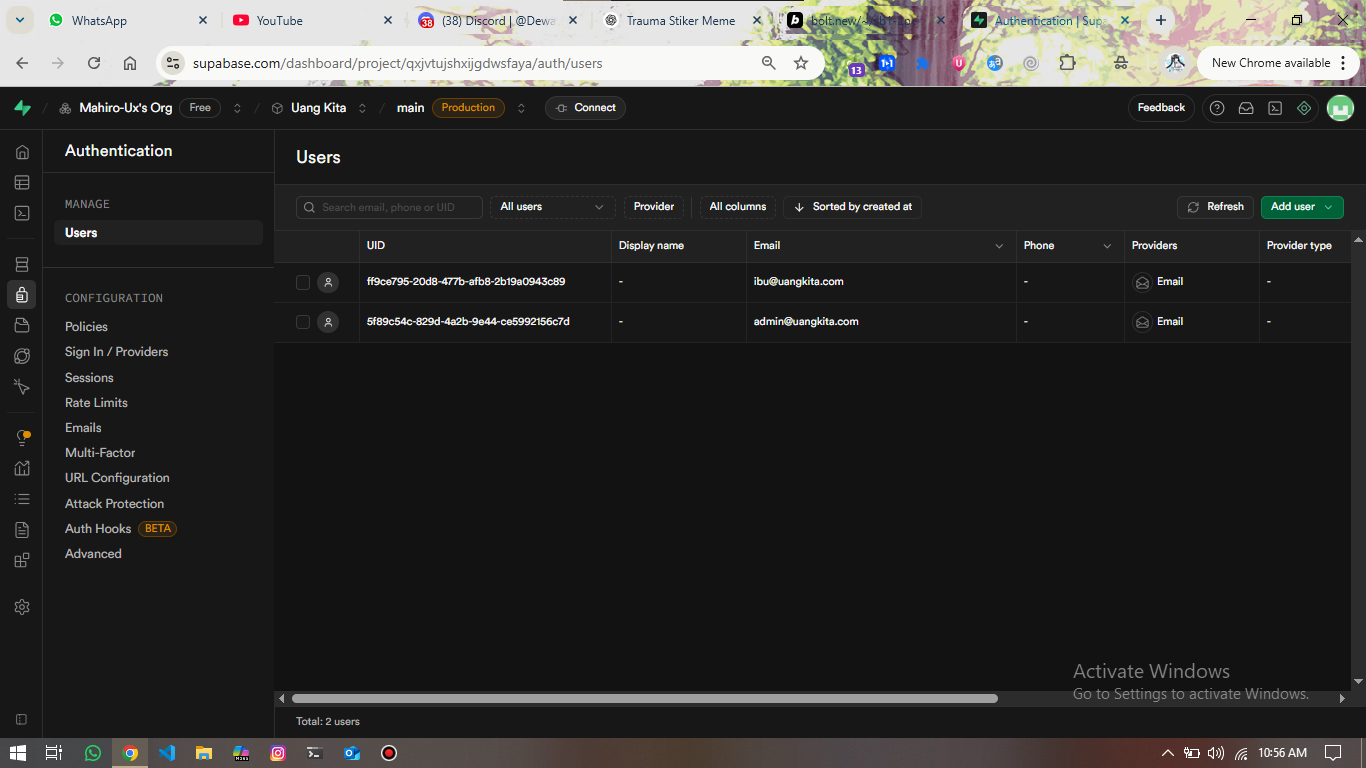 WhatsApp
YouTube
(38) Discord | @Dewa
Trauma Stiker Meme
Authentication | Supa
supabase.com/dashboard/project/qxjvtujshxijgdwsfaya/auth/users
13
New Chrome available
Mahiro-Ux's Org Free
Uang Kita
main Production
Connect
Feedback
Authentication
MANAGE
Users
CONFIGURATION
Policies
Sign In / Providers
Sessions
Rate Limits
Emails
Multi-Factor
URL Configuration
Attack Protection
Auth Hooks BETA
Advanced
Users
Search email, phone or UID
All users
Provider
All columns
Sorted by created at
Refresh
Add user
UID Display name Email Phone Providers Provider type
ff9ce795-20d8-477b-afb8-2b19a0943c89 - ibu@uangkita.com - Email -
5f89c54c-829d-4a2b-9e44-ce5992156c7d - admin@uangkita.com - Email -
Total: 2 users
Activate Windows
Go to Settings to activate Windows.
10:56 AM